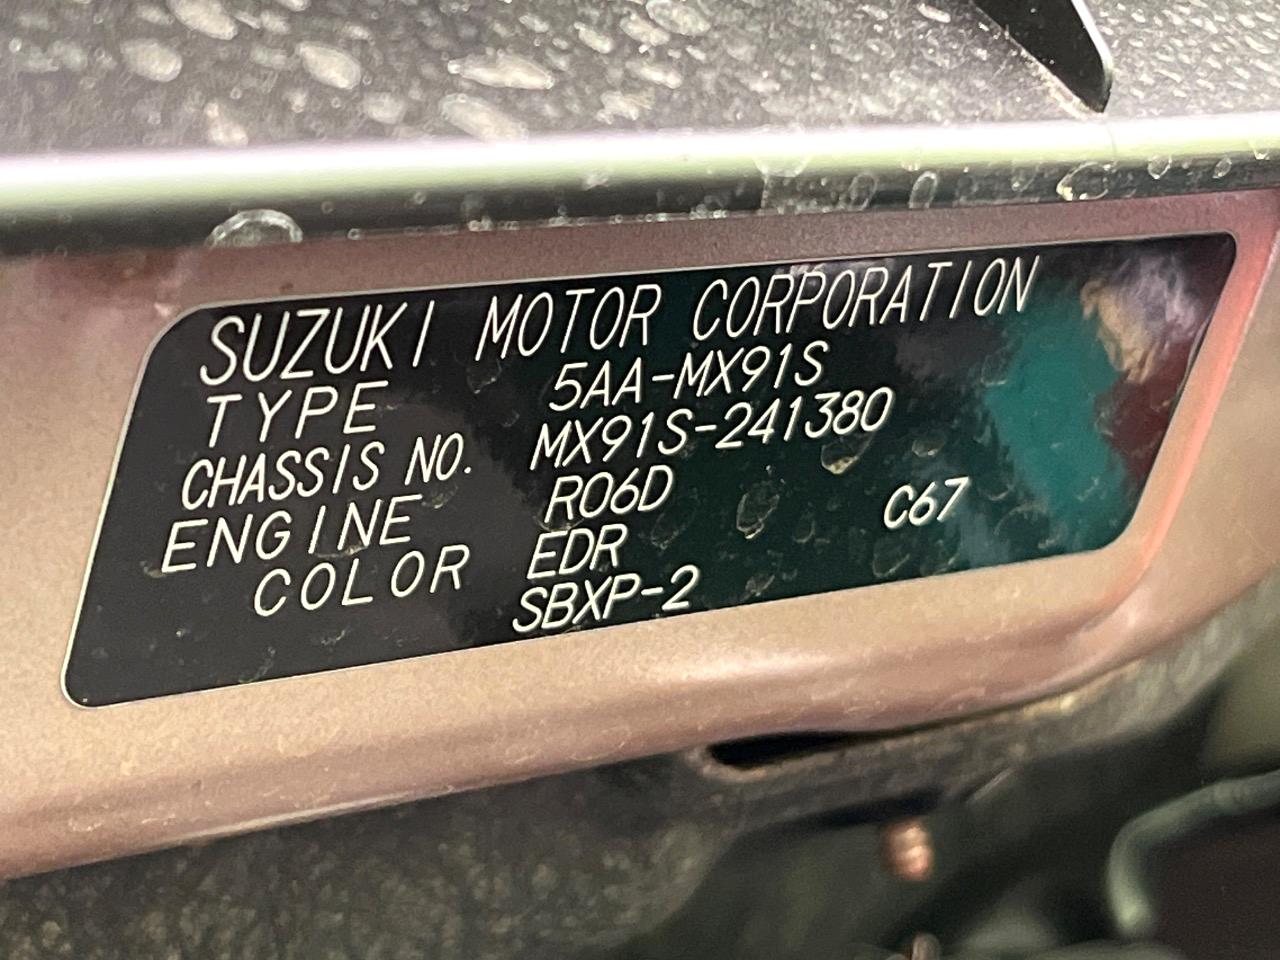 SUZUKI MOTOR CORPORATION
TYPE 5AA-MX91S
CHASSIS NO. MX91S-241380
ENGINE R06D
COLOR EDR C67
SBXP-2